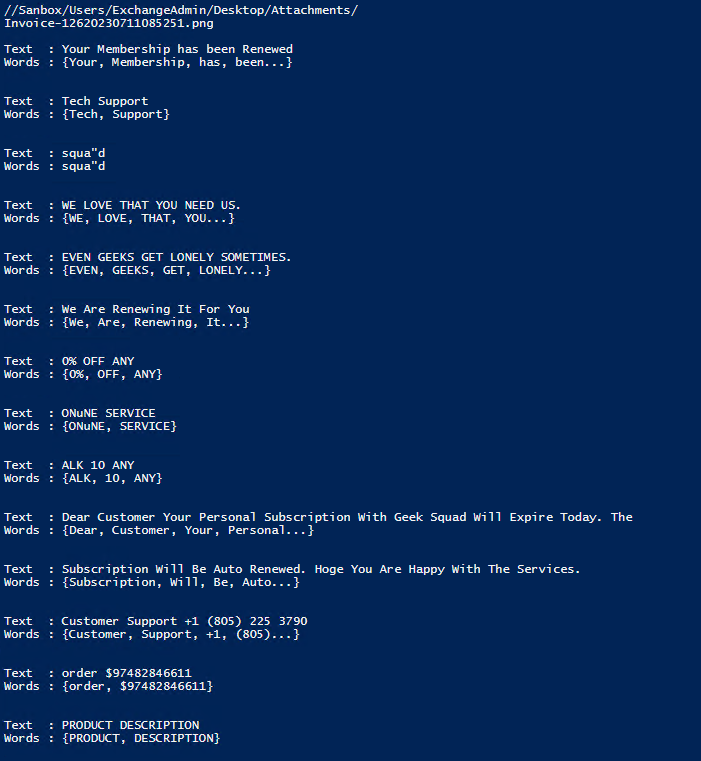 //Sanbox/Users/ExchangeAdmin/Desktop/Attachments/
Invoice-12620230711085251.png
Text  : Your Membership has been Renewed
Words : {Your, Membership, has, been...}
Text  : Tech Support
Words : {Tech, Support}
Text  : squa"d
Words : squa"d
Text  : WE LOVE THAT YOU NEED US.
Words : {WE, LOVE, THAT, YOU...}
Text  : EVEN GEEKS GET LONELY SOMETIMES.
Words : {EVEN, GEEKS, GET, LONELY...}
Text  : We Are Renewing It For You
Words : {We, Are, Renewing, It...}
Text  : O% OFF ANY
Words : {O%, OFF, ANY}
Text  : ONuNE SERVICE
Words : {ONuNE, SERVICE}
Text  : ALK 1O ANY
Words : {ALK, 1O, ANY}
Text  : Dear Customer Your Personal Subscription With Geek Squad Will Expire Today. The
Words : {Dear, Customer, Your, Personal...}
Text  : Subscription Will Be Auto Renewed. Hoge You Are Happy With The Services.
Words : {Subscription, Will, Be, Auto...}
Text  : Customer Support +1 (805) 225 3790
Words : {Customer, Support, +1, (805)...}
Text  : order $97482846611
Words : {order, $97482846611}
Text  : PRODUCT DESCRIPTION
Words : {PRODUCT, DESCRIPTION}